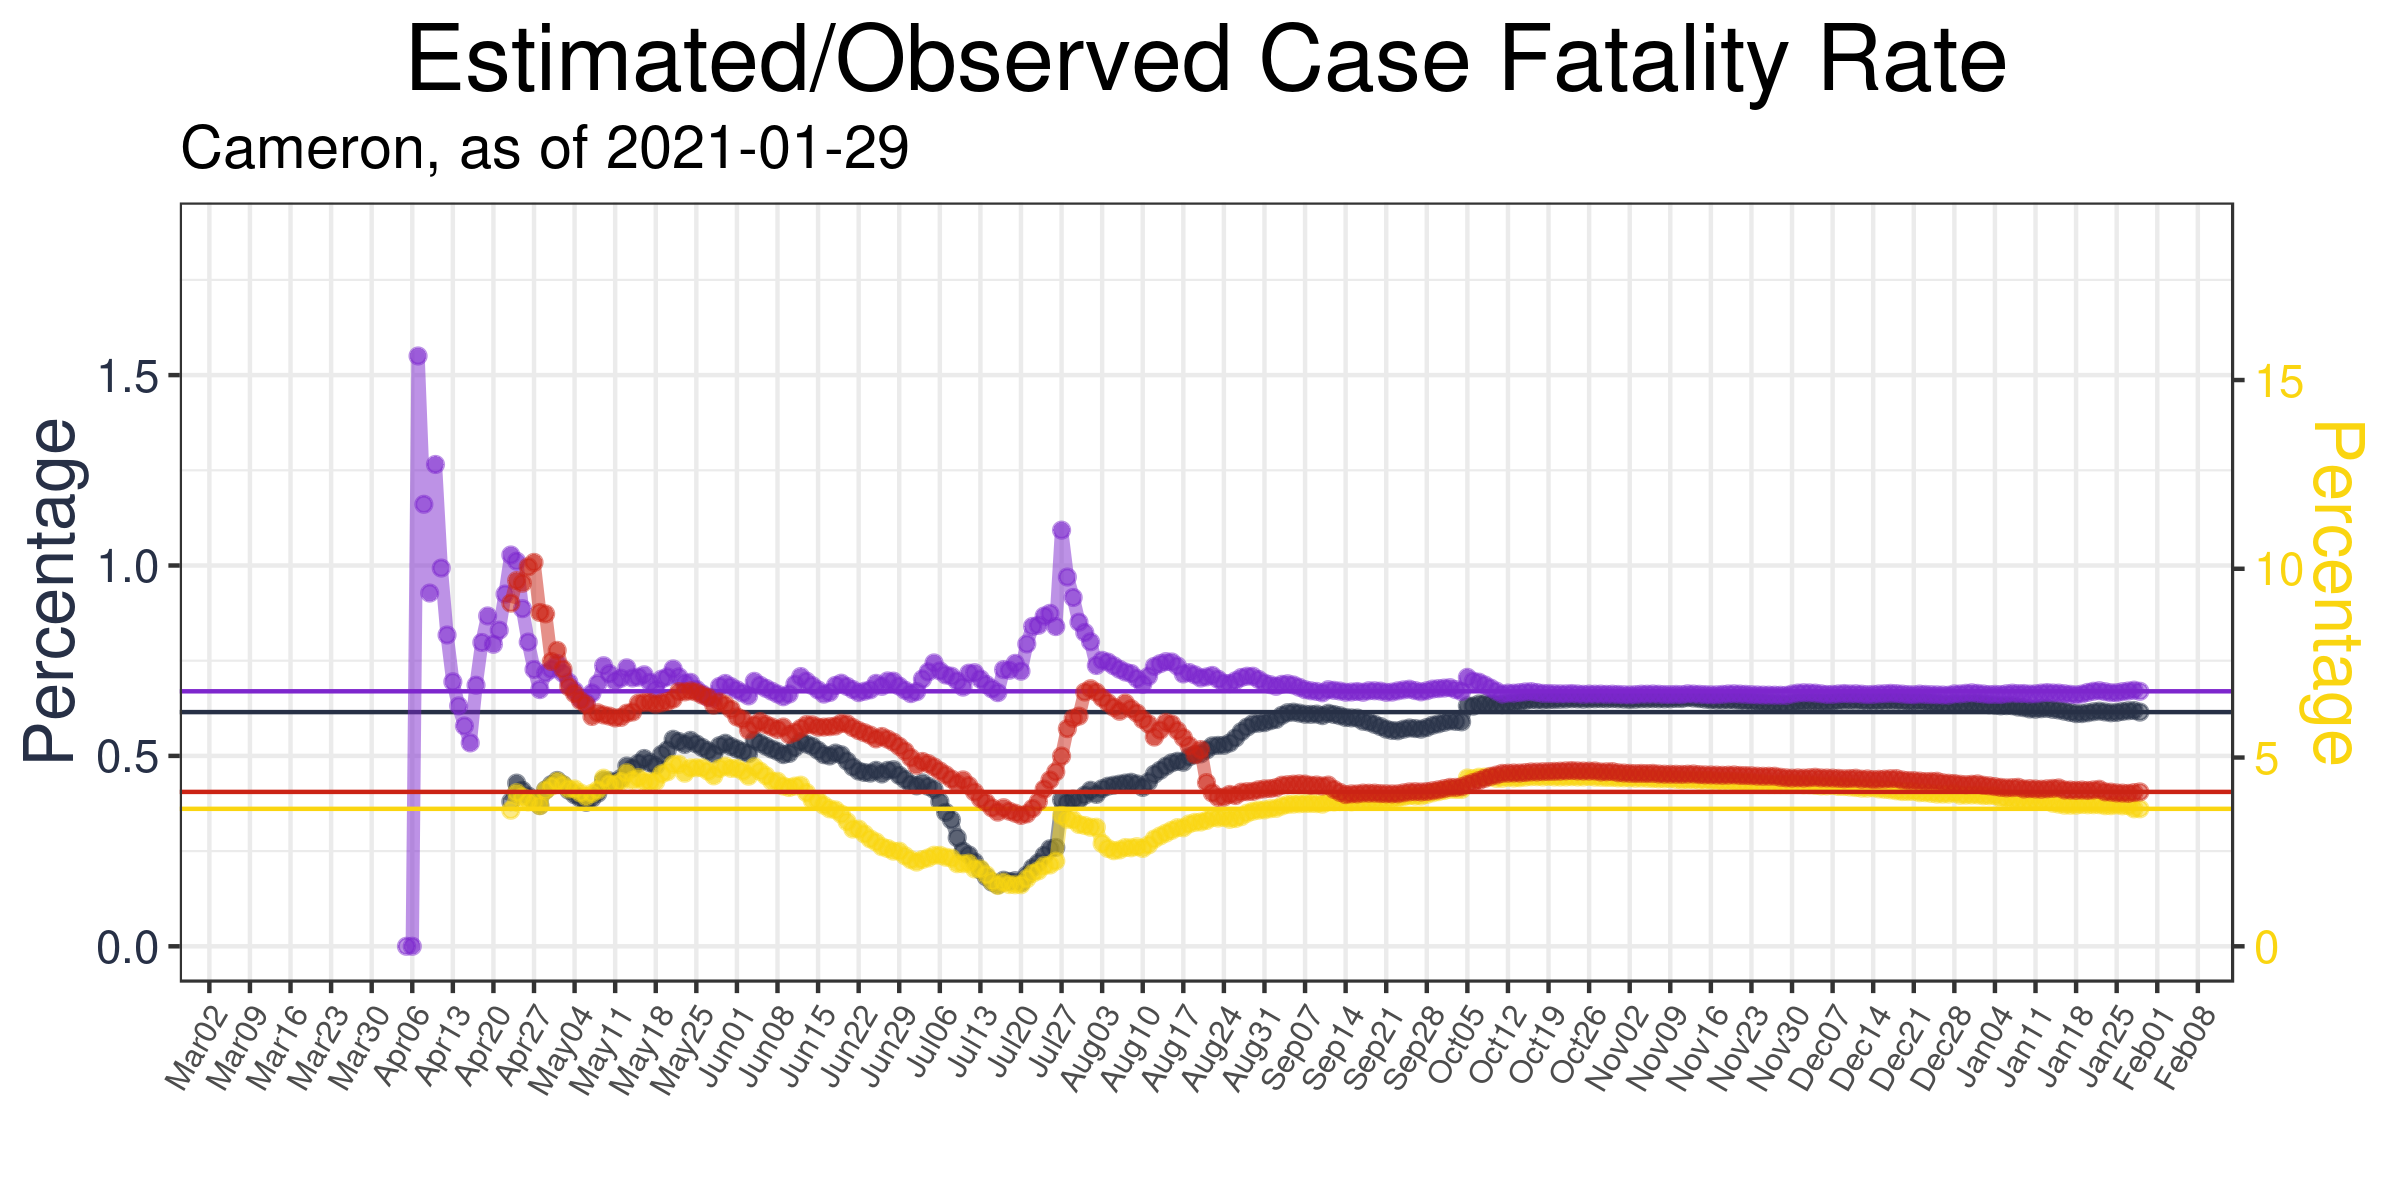 Estimated/Observed Case Fatality Rate
Cameron, as of 2021-01-29
Percentage
1.5
1.0
0.5
0.0
15
10
5
0
Percentage
Mar02
Mar09
Mar16
Mar23
Mar30
Apr06
Apr13
Apr20
Apr27
May04
May11
May18
May25
Jun01
Jun08
Jun15
Jun22
Jun29
Jul06
Jul13
Jul20
Jul27
Aug03
Aug10
Aug17
Aug24
Aug31
Sep07
Sep14
Sep21
Sep28
Oct05
Oct12
Oct19
Oct26
Nov02
Nov09
Nov16
Nov23
Nov30
Dec07
Dec14
Dec21
Dec28
Jan04
Jan11
Jan18
Jan25
Feb01
Feb08